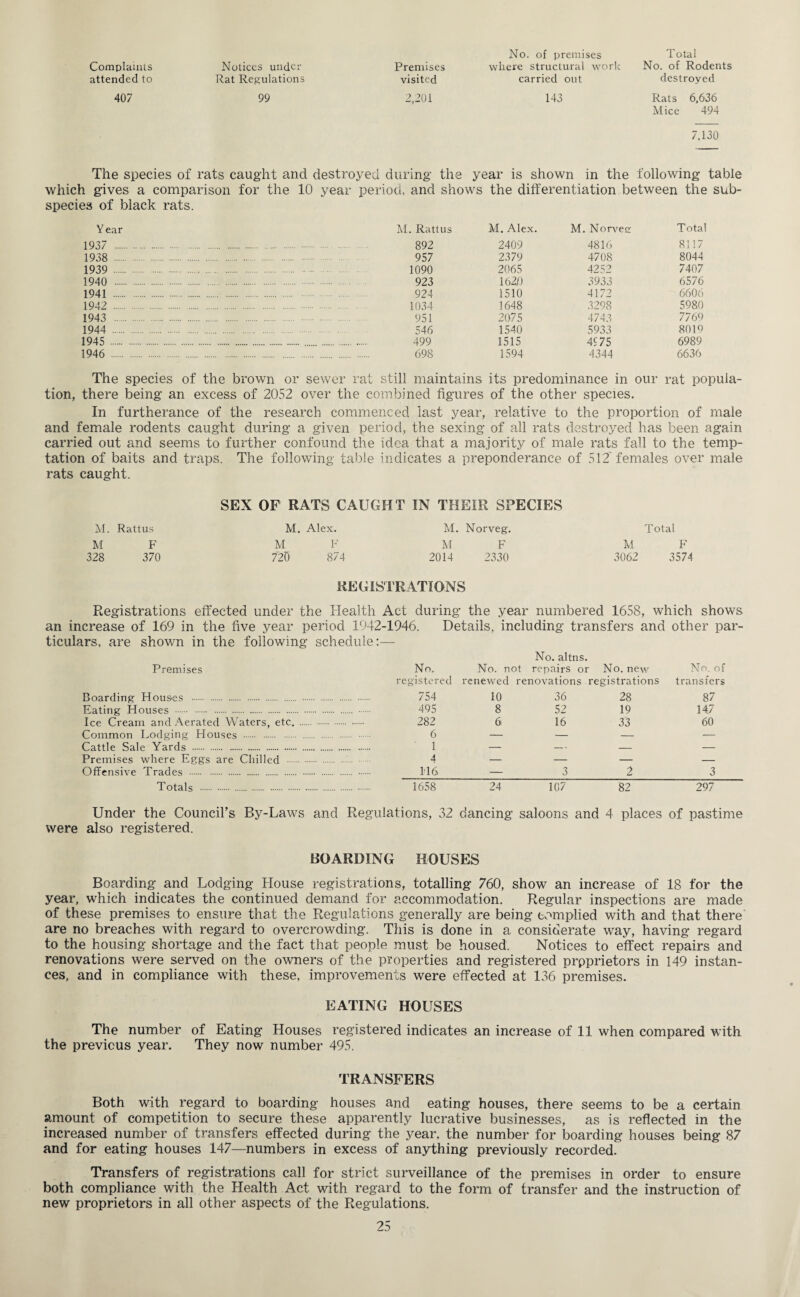 Complaints attended to Notices under Rat Regulations Premises visited No. of premises where structural work carried out Total No. of Rodents destroyed
407 99 2,201 143 Rats 6,636
Mice 494
7,130
The species of rats caught and destroyed during the year is shown in the following table
which gives a comparison for the 10 year period, and shows the differentiation between the sub-
species of black rats.
Year M. Rattus M. Alex. M. Norveg Total
1937 892 2409 4816 8117
1938 957 2379 4708 8044
1939 1090 2065 4252 7407
1940 923 1620 3933 6576
1941 924 1510 4172 6606
1942 1034 1648 3298 5980
1943 951 2075 4743 7769
1944 546 1540 5933 8019
1945 499 1515 4975 6989
1946 698 1594 4344 6636
The species of the brown or sewer rat still maintains its predominance in our rat popula-
tion, there being an excess of 2052 over the combined figures of the other species.
In furtherance of the research commenced last year, relative to the proportion of male
and female rodents caught during a given period, the sexing of all rats destroyed has been again
carried out and seems to further confound the idea that a majority of male rats fall to the temp-
tation of baits and traps. The following table indicates a preponderance of 512 females over male
rats caught.
SEX OF RATS CAUGHT IN THEIR SPECIES
M. Rattus M. Alex. M. Norveg. Total
M F M F M F M F
328 370 720 874 2014 2330 3062 3574
REGISTRATIONS
Registrations effected under the Health Act during the year numbered 1658, which shows
an increase of 169 in the five year period 1942-1946. Details, including transfers and other par-
ticulars, are shown in the following schedule:—
Premises No. registered No. not renewed No. altns. repairs or renovations No. new registrations No. of transfers
Boarding Houses 754 10 36 28 87
Eating Houses 495 8 52 19 147
Ice Cream and Aerated Waters, etc. 282 6 16 33 60
Common Lodging Houses 6 — — — —
Cattle Sale Yards 1 — — — —
Premises where Eggs are Chilled 4 — — — —
Offensive Trades 116 — 3 2 3
Totals 1658 24 107 82 297
Under the Council's By-Laws and Regulations, 32 dancing saloons and 4 places of pastime
were also registered.
BOARDING HOUSES
Boarding and Lodging House registrations, totalling 760, show an increase of 18 for the
year, which indicates the continued demand for accommodation. Regular inspections are made
of these premises to ensure that the Regulations generally are being complied with and that there
are no breaches with regard to overcrowding. This is done in a considerate way, having regard
to the housing shortage and the fact that people must be housed. Notices to effect repairs and
renovations were served on the owners of the properties and registered prpprietors in 149 instan-
ces, and in compliance with these, improvements were effected at 136 premises.
EATING HOUSES
The number of Eating Houses registered indicates an increase of 11 when compared with
the previous year. They now number 495.
TRANSFERS
Both with regard to boarding houses and eating houses, there seems to be a certain
amount of competition to secure these apparently lucrative businesses, as is reflected in the
increased number of transfers effected during the year, the number for boarding houses being 87
and for eating houses 147—numbers in excess of anything previously recorded.
Transfers of registrations call for strict surveillance of the premises in order to ensure
both compliance with the Health Act with regard to the form of transfer and the instruction of
new proprietors in all other aspects of the Regulations.
25